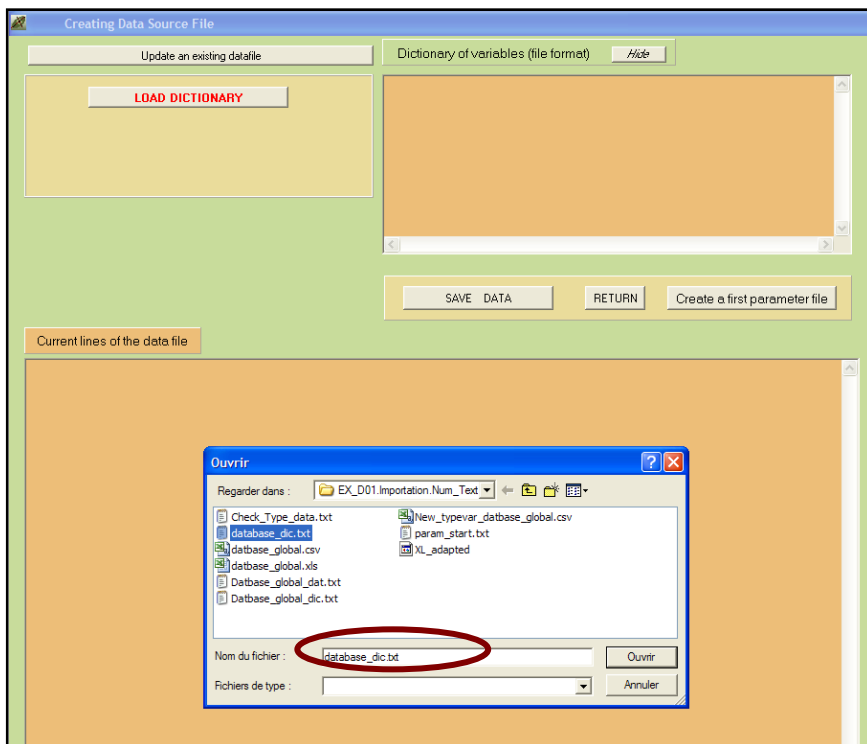 Creating Data Source File
Update an existing datafile
Dictionary of variables (file format) Hide
LOAD DICTIONARY
SAVE DATA RETURN Create a first parameter file
Current lines of the data file
Ouvrir
Regarder dans : EX_D01.Importation.Num_Text
Check_Type_data.txt New_typevar_datbase_global.csv
database_dic.txt param_start.txt
datbase_global.csv XL_adapted
datbase_global.xls
Datbase_global_dat.txt
Datbase_global_dic.txt
Nom du fichier : database_dic.txt Ouvrir
Fichiers de type : Annuler